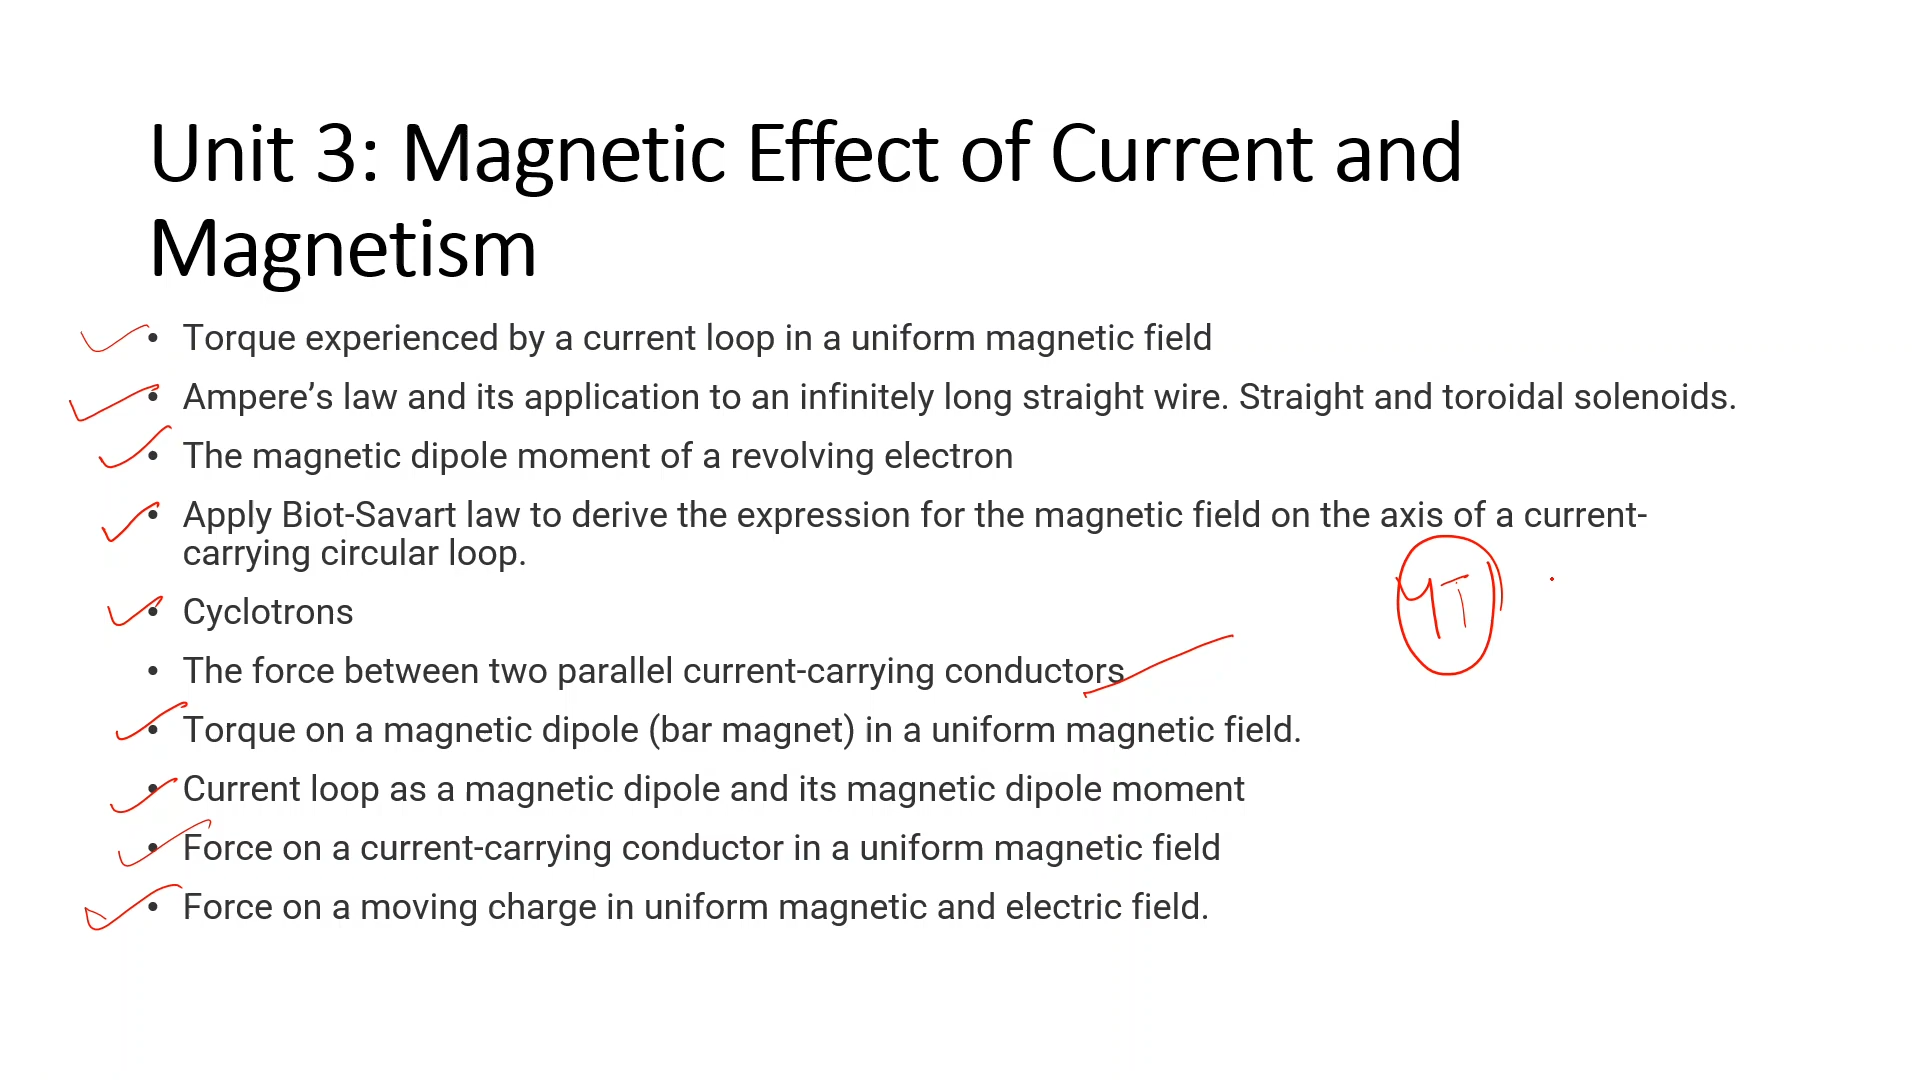 Unit 3: Magnetic Effect of Current and
Magnetism
• Torque experienced by a current loop in a uniform magnetic field
• Ampere’s law and its application to an infinitely long straight wire. Straight and toroidal solenoids.
• The magnetic dipole moment of a revolving electron
• Apply Biot-Savart law to derive the expression for the magnetic field on the axis of a current-
carrying circular loop.
YT
• Cyclotrons
• The force between two parallel current-carrying conductors
• Torque on a magnetic dipole (bar magnet) in a uniform magnetic field.
• Current loop as a magnetic dipole and its magnetic dipole moment
• Force on a current-carrying conductor in a uniform magnetic field
• Force on a moving charge in uniform magnetic and electric field.